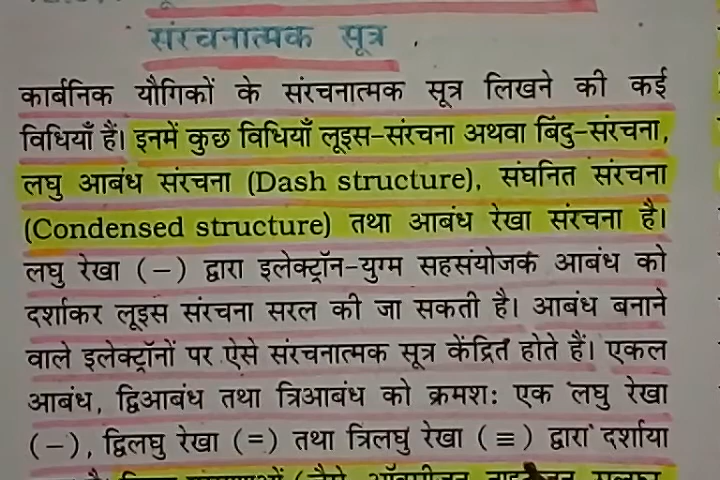 संरचनात्मक सूत्र
कार्बनिक यौगिकों के संरचनात्मक सूत्र लिखने की कई
विधियाँ हैं। इनमें कुछ विधियाँ लूइस-संरचना अथवा बिंदु-संरचना,
लघु आबंध संरचना (Dash structure), संघनित संरचना
(Condensed structure) तथा आबंध रेखा संरचना है।
लघु रेखा (–) द्वारा इलेक्ट्रॉन-युग्म सहसंयोजक आबंध को
दर्शाकर लूइस संरचना सरल की जा सकती है। आबंध बनाने
वाले इलेक्ट्रॉनों पर ऐसे संरचनात्मक सूत्र केंद्रित होते हैं। एकल
आबंध, द्विआबंध तथा त्रिआबंध को क्रमशः एक लघु रेखा
(–), द्विलघु रेखा (=) तथा त्रिलघु रेखा (≡) द्वारा दर्शाया